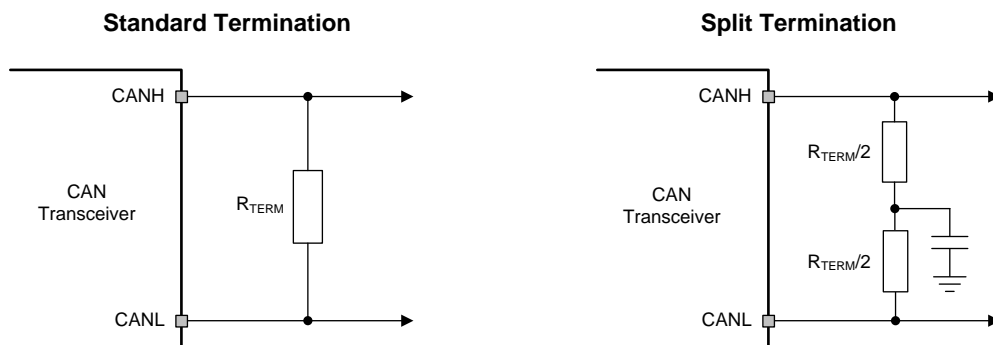 Standard Termination
CANH
CAN
Transceiver
RTERM
CANL
Split Termination
CANH
CAN
Transceiver
RTERM/2
RTERM/2
CANL